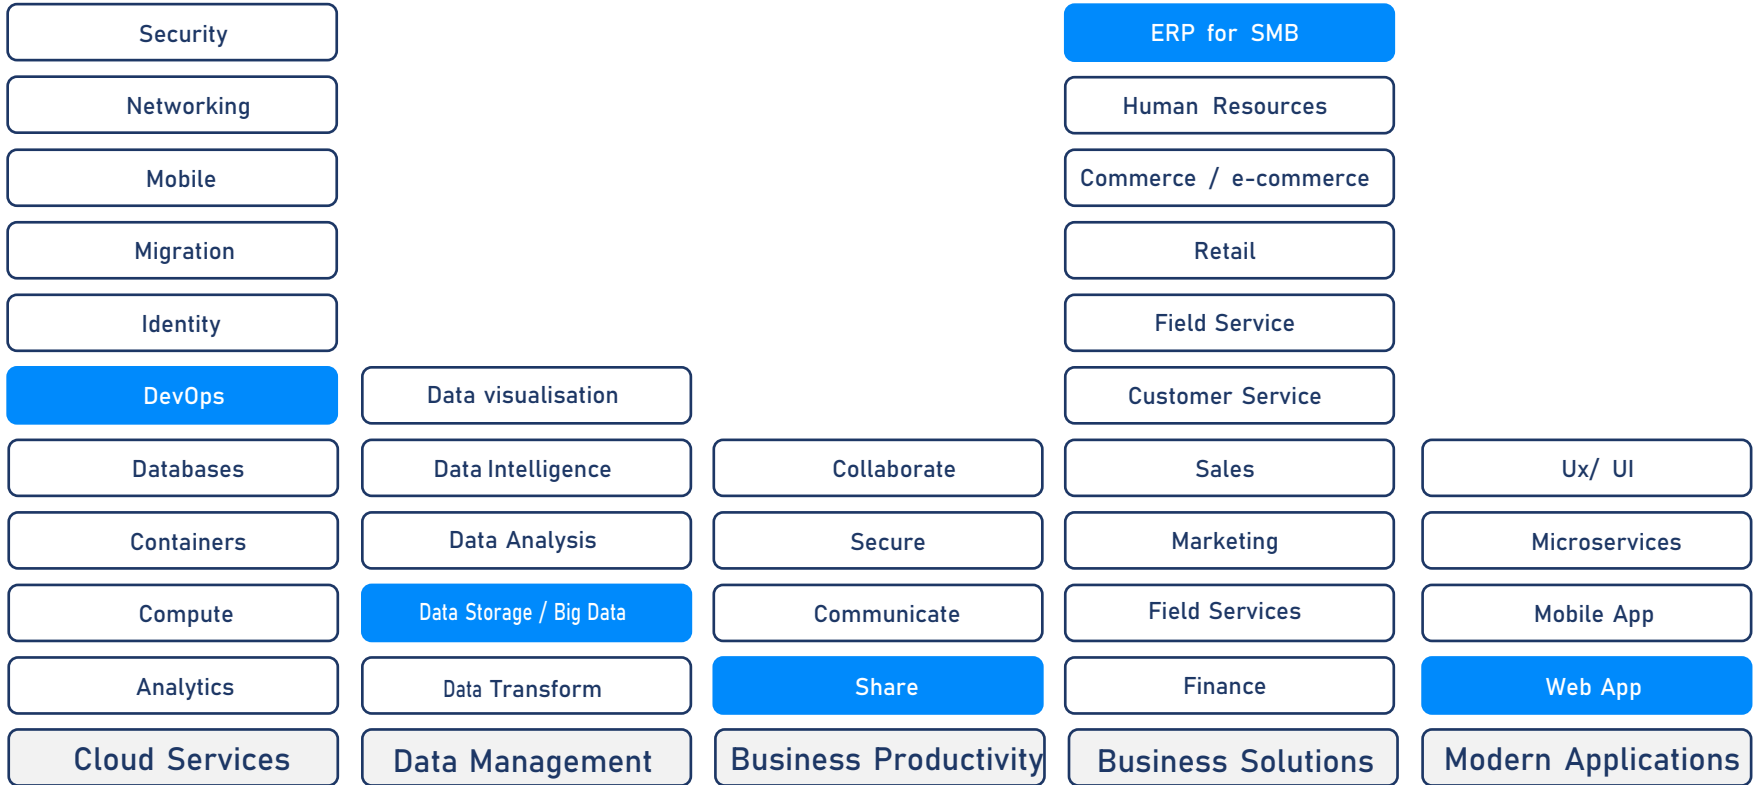 Security
Networking
Mobile
Migration
Identity
DevOps
Databases
Containers
Compute
Analytics
Cloud Services
Data visualisation
Data Intelligence
Data Analysis
Data Storage / Big Data
Data Transform
Data Management
Collaborate
Secure
Communicate
Share
Business Productivity
ERP for SMB
Human Resources
Commerce / e-commerce
Retail
Field Service
Customer Service
Sales
Marketing
Field Services
Finance
Business Solutions
Ux/ UI
Microservices
Mobile App
Web App
Modern Applications